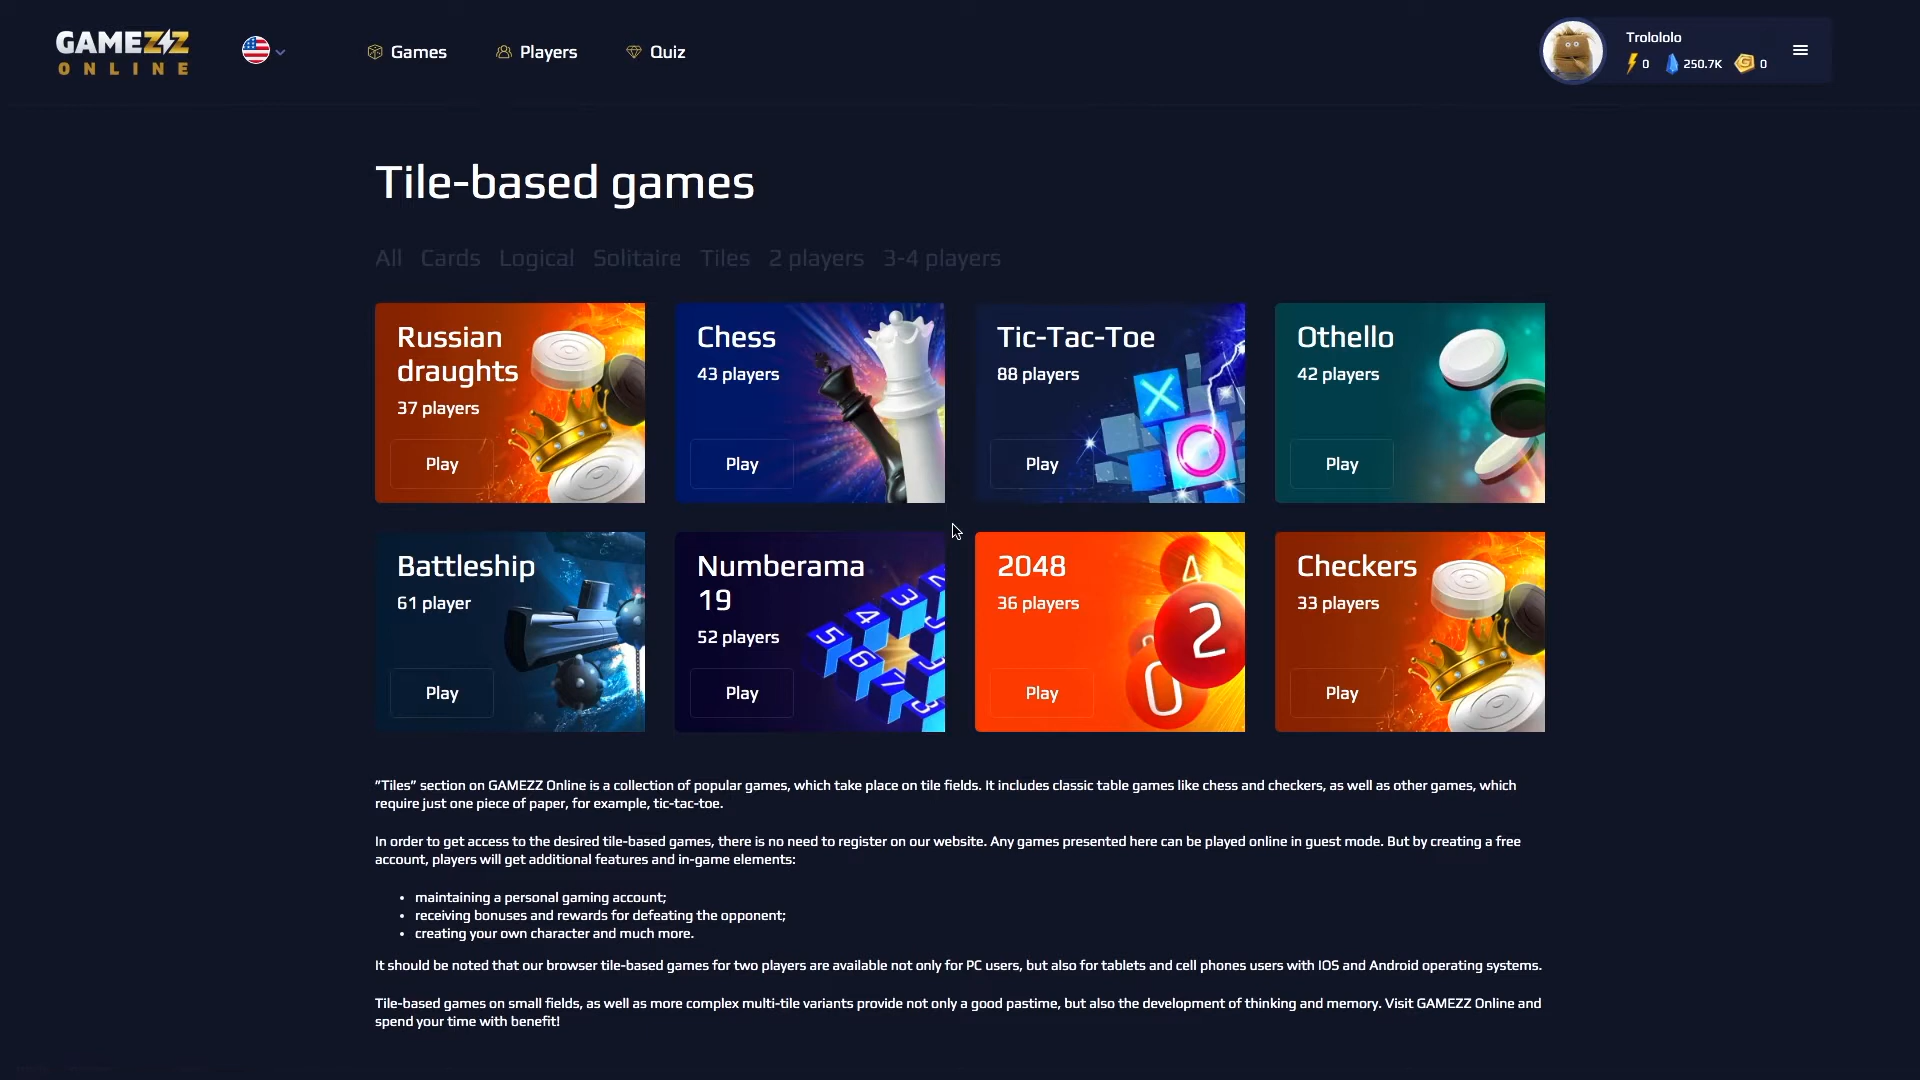 GAMEZZ
ONLINE
Games
Players
Quiz
Trolololo
0
250.7K
0
Tile-based games
All Cards Logical Solitaire Tiles 2 players 3-4 players
Russian
draughts
37 players
Play
Chess
43 players
Play
Tic-Tac-Toe
88 players
Play
Othello
42 players
Play
Battleship
61 player
Play
Numberama
19
52 players
Play
2048
36 players
Play
Checkers
33 players
Play
"Tiles" section on GAMEZZ Online is a collection of popular games, which take place on tile fields. It includes classic table games like chess and checkers, as well as other games, which
require just one piece of paper, for example, tic-tac-toe.
In order to get access to the desired tile-based games, there is no need to register on our website. Any games presented here can be played online in guest mode. But by creating a free
account, players will get additional features and in-game elements:
• maintaining a personal gaming account;
• receiving bonuses and rewards for defeating the opponent;
• creating your own character and much more.
It should be noted that our browser tile-based games for two players are available not only for PC users, but also for tablets and cell phones users with IOS and Android operating systems.
Tile-based games on small fields, as well as more complex multi-tile variants provide not only a good pastime, but also the development of thinking and memory. Visit GAMEZZ Online and
spend your time with benefit!